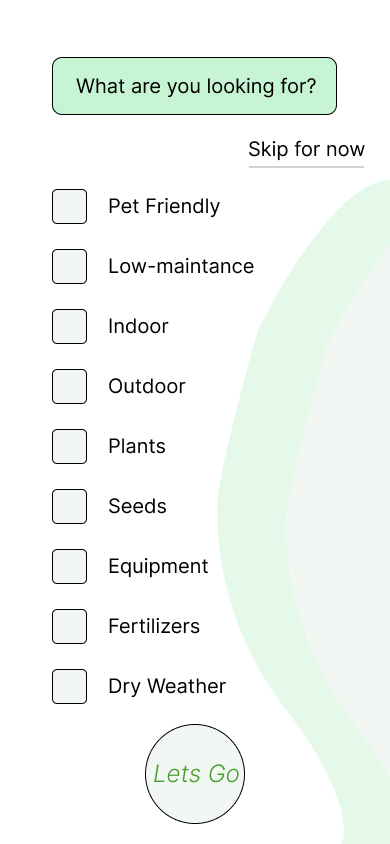 What are you looking for?
Skip for now
Pet Friendly
Low-maintance
Indoor
Outdoor
Plants
Seeds
Equipment
Fertilizers
Dry Weather
Lets Go